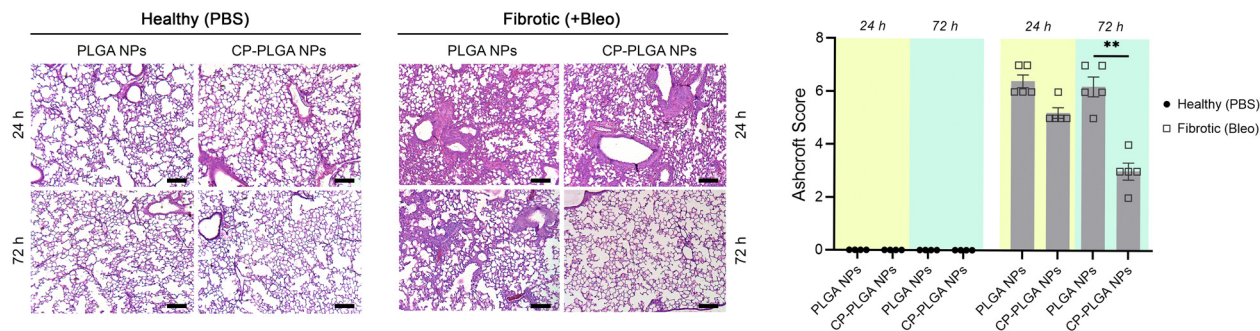 Healthy (PBS)
PLGA NPs CP-PLGA NPs
24 h
72 h
Fibrotic (+Bleo)
PLGA NPs CP-PLGA NPs
24 h
72 h
24 h 72 h 24 h 72 h
**
Ashcroft Score
8
6
4
2
0
PLGA NPs
CP-PLGA NPs
PLGA NPs
CP-PLGA NPs
PLGA NPs
CP-PLGA NPs
PLGA NPs
CP-PLGA NPs
Healthy (PBS)
Fibrotic (Bleo)